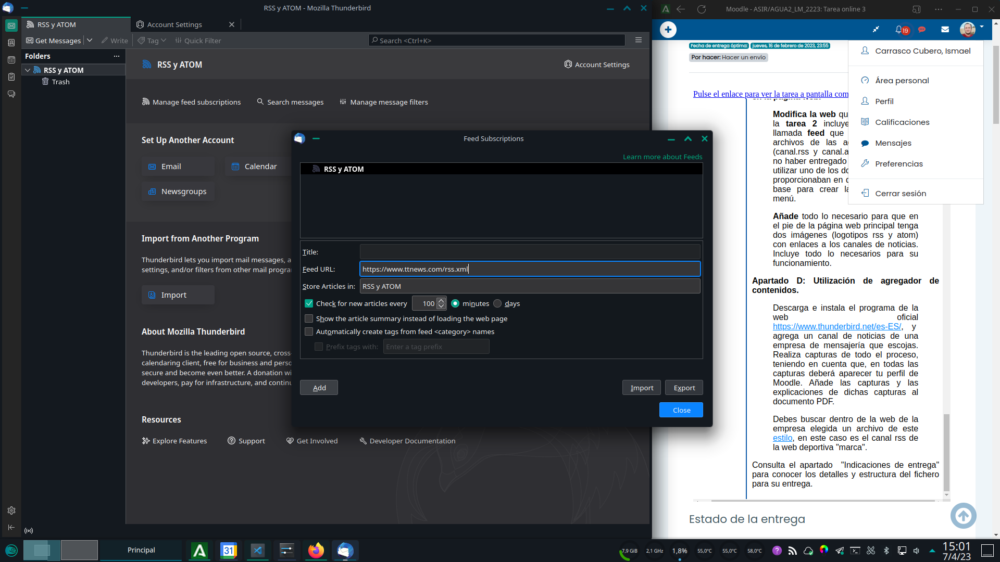 RSS y ATOM - Mozilla Thunderbird
RSS y ATOM
Account Settings
Get Messages
Write
Tag
Quick Filter
Search <Ctrl+K>
Folders
RSS y ATOM
Trash
RSS y ATOM
Account Settings
Manage feed subscriptions
Search messages
Manage message filters
Set Up Another Account
Email
Calendar
Newsgroups
Import from Another Program
Thunderbird lets you import mail messages, a
settings, and/or filters from other mail progra
Import
About Mozilla Thunderbird
Thunderbird is the leading open source, cross-
calendaring client, free for business and perso
secure and become even better. A donation wi
developers, pay for infrastructure, and continu
Resources
Explore Features
Support
Get Involved
Developer Documentation
Feed Subscriptions
Learn more about Feeds
RSS y ATOM
Title:
Feed URL:
https://www.ttnews.com/rss.xml
Store Articles in:
RSS y ATOM
Check for new articles every
100
minutes
days
Show the article summary instead of loading the web page
Automatically create tags from feed <category> names
Prefix tags with:
Enter a tag prefix
Add
Import
Export
Close
Moodle - ASIR/AGUA2_LM_2223: Tarea online 3
19
Fecha de entrega óptima:
jueves, 16 de febrero de 2023, 23:55
Por hacer: Hacer un envío
Carrasco Cubero, Ismael
Área personal
Perfil
Calificaciones
Mensajes
Preferencias
Cerrar sesión
Pulse el enlace para ver la tarea a pantalla com
Modifica la web qu
la tarea 2 incluye
llamada feed que
archivos de las a
(canal.rss y canal.a
no haber entregado
utilizar uno de los do
proporcionaban en
base para crear la
menú.
Añade todo lo necesario para que en
el pie de la página web principal tenga
dos imágenes (logotipos rss y atom)
con enlaces a los canales de noticias.
Incluye todo lo necesarios para su
funcionamiento.
Apartado D: Utilización de agregador de
contenidos.
Descarga e instala el programa de la
web oficial
https://www.thunderbird.net/es-ES/, y
agrega un canal de noticias de una
empresa de mensajería que escojas.
Realiza capturas de todo el proceso,
teniendo en cuenta que, en todas las
capturas deberá aparecer tu perfil de
Moodle. Añade las capturas y las
explicaciones de dichas capturas al
documento PDF.
Debes buscar dentro de la web de la
empresa elegida un archivo de este
estilo, en este caso es el canal rss de
la web deportiva "marca".
Consulta el apartado "Indicaciones de entrega"
para conocer los detalles y estructura del fichero
para su entrega.
Estado de la entrega
Principal
31
7,9 GiB
2,1 GHz
1,8%
55,0°C
55,0°C
58,0°C
15:01
7/4/23